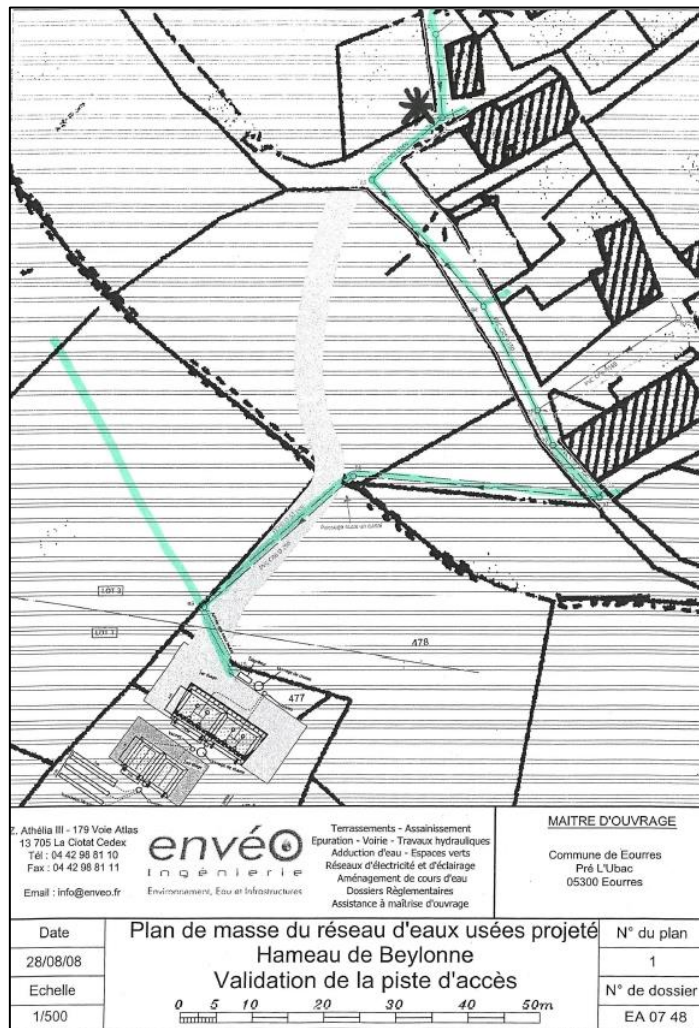 Passage sous un cassis
LOT 3
478
477
Z. Athélia III - 179 Voie Atlas
13 705 La Ciotat Cedex
Tél : 04 42 98 81 10
Fax : 04 42 98 81 11
Email : info@enveo.fr
envéo
Ingénierie
Environnement, Eau et Infrastructures
Terrassements - Assainissement
Epuration - Voirie - Travaux hydrauliques
Adduction d'eau - Espaces verts
Réseaux d'électricité et d'éclairage
Aménagement de cours d'eau
Dossiers Règlementaires
Assistance à maîtrise d'ouvrage
MAITRE D'OUVRAGE
Commune de Eourres
Pré L'Ubac
05300 Eourres
Date
28/08/08
Echelle
1/500
Plan de masse du réseau d'eaux usées projeté
Hameau de Beylonne
Validation de la piste d'accès
0 5 10 20 30 40 50m
N° du plan
1
N° de dossier
EA 07 48